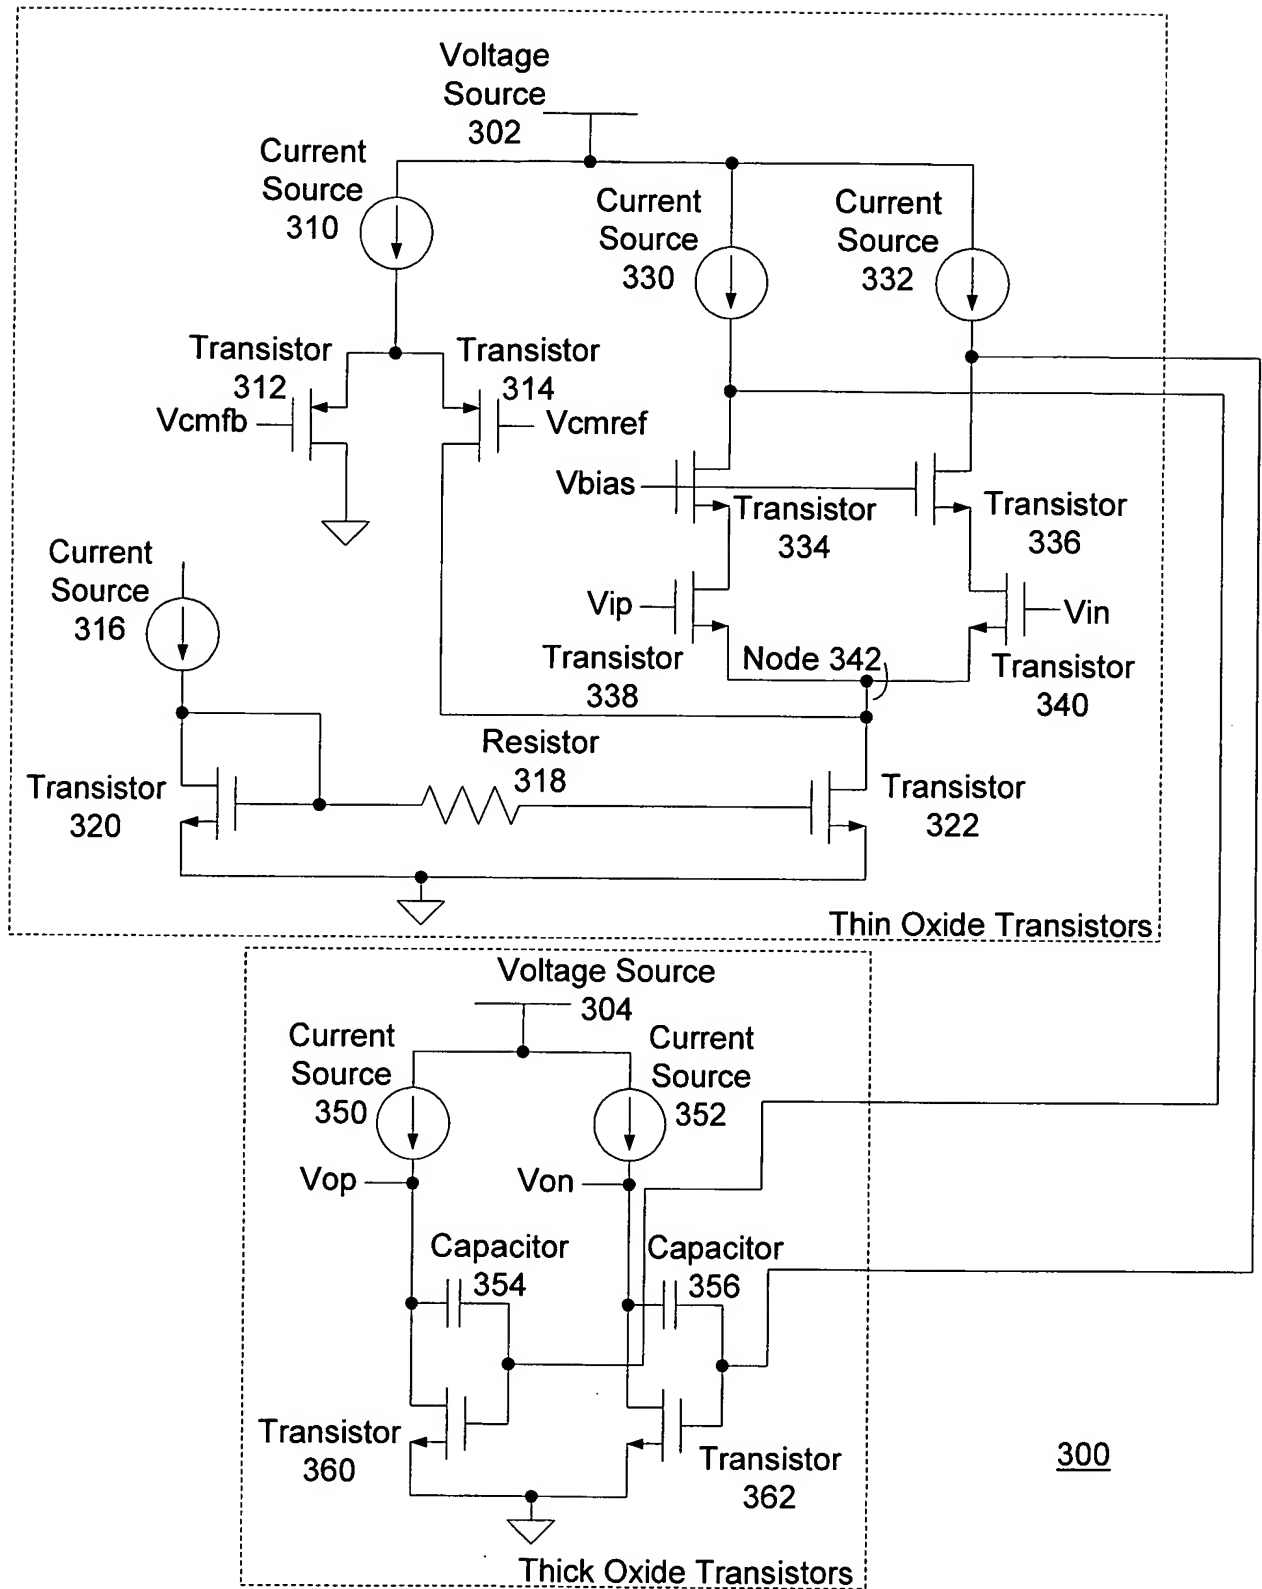 Voltage
Source
302
Current
Source
310
Current
Source
330
Current
Source
332
Transistor
312
Transistor
314
Vcmfb
Vcmref
Vbias
Transistor
334
Transistor
336
Current
Source
316
Vip
Vin
Transistor
338
Node 342
Transistor
340
Resistor
318
Transistor
320
Transistor
322
Thin Oxide Transistors
Voltage Source
304
Current
Source
350
Current
Source
352
Vop
Von
Capacitor
354
Capacitor
356
Transistor
360
Transistor
362
300
Thick Oxide Transistors